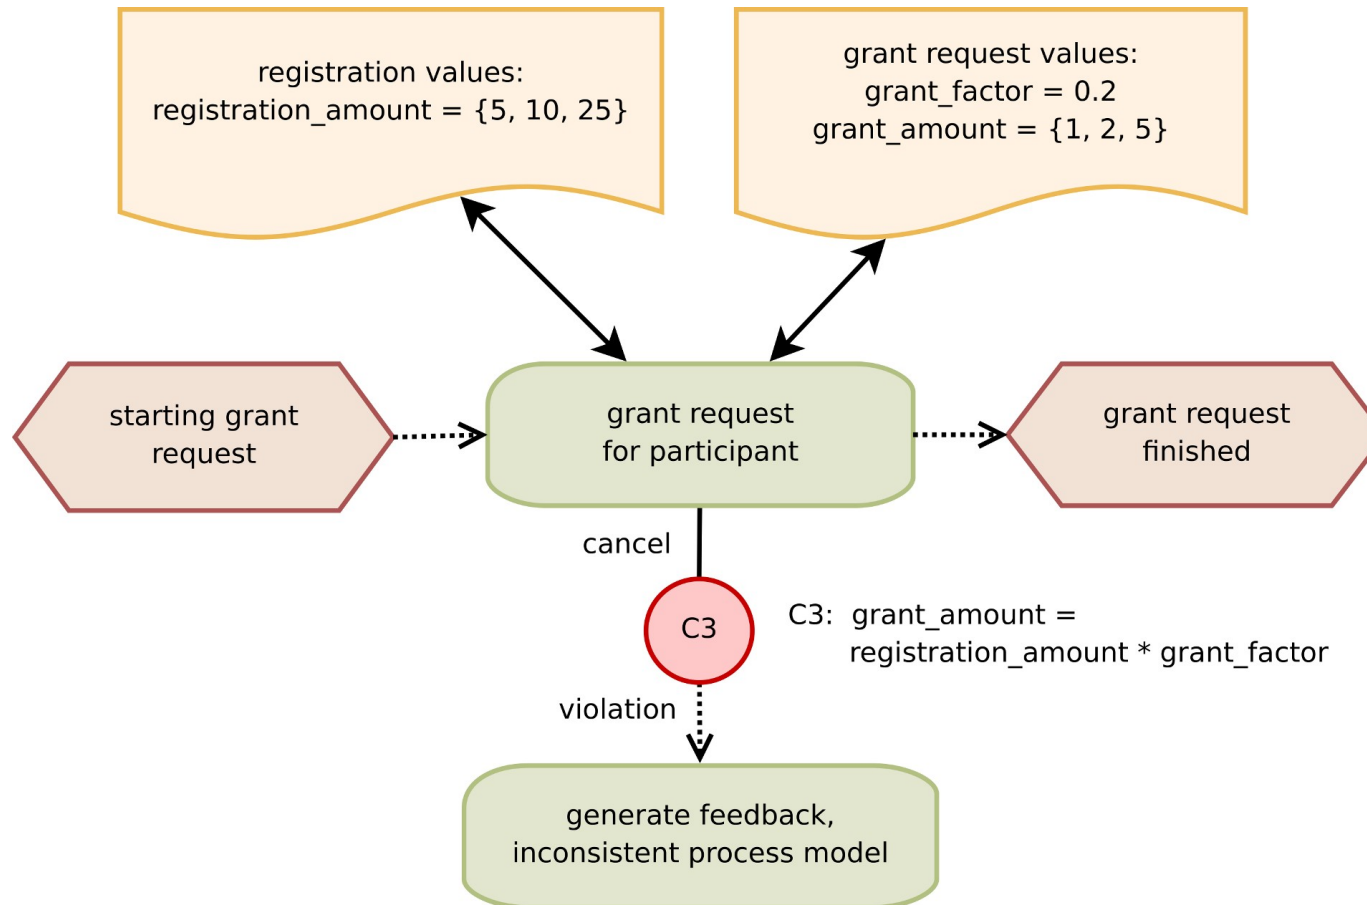 registration values:
registration_amount = {5, 10, 25}
grant request values:
grant_factor = 0.2
grant_amount = {1, 2, 5}
starting grant
request
grant request
for participant
grant request
finished
cancel
C3
C3:  grant_amount =
registration_amount * grant_factor
violation
generate feedback,
inconsistent process model